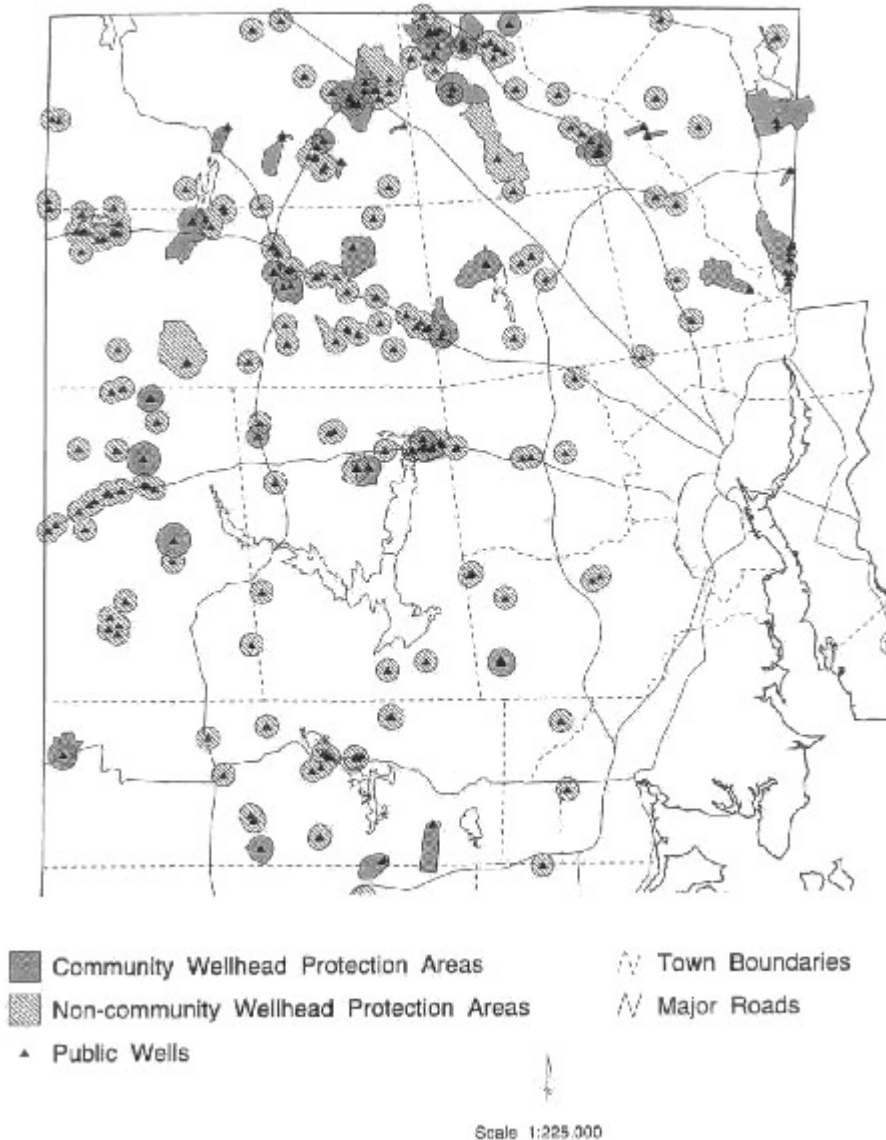 Community Wellhead Protection Areas
Non-community Wellhead Protection Areas
Public Wells
Town Boundaries
Major Roads
Scale 1:225,000